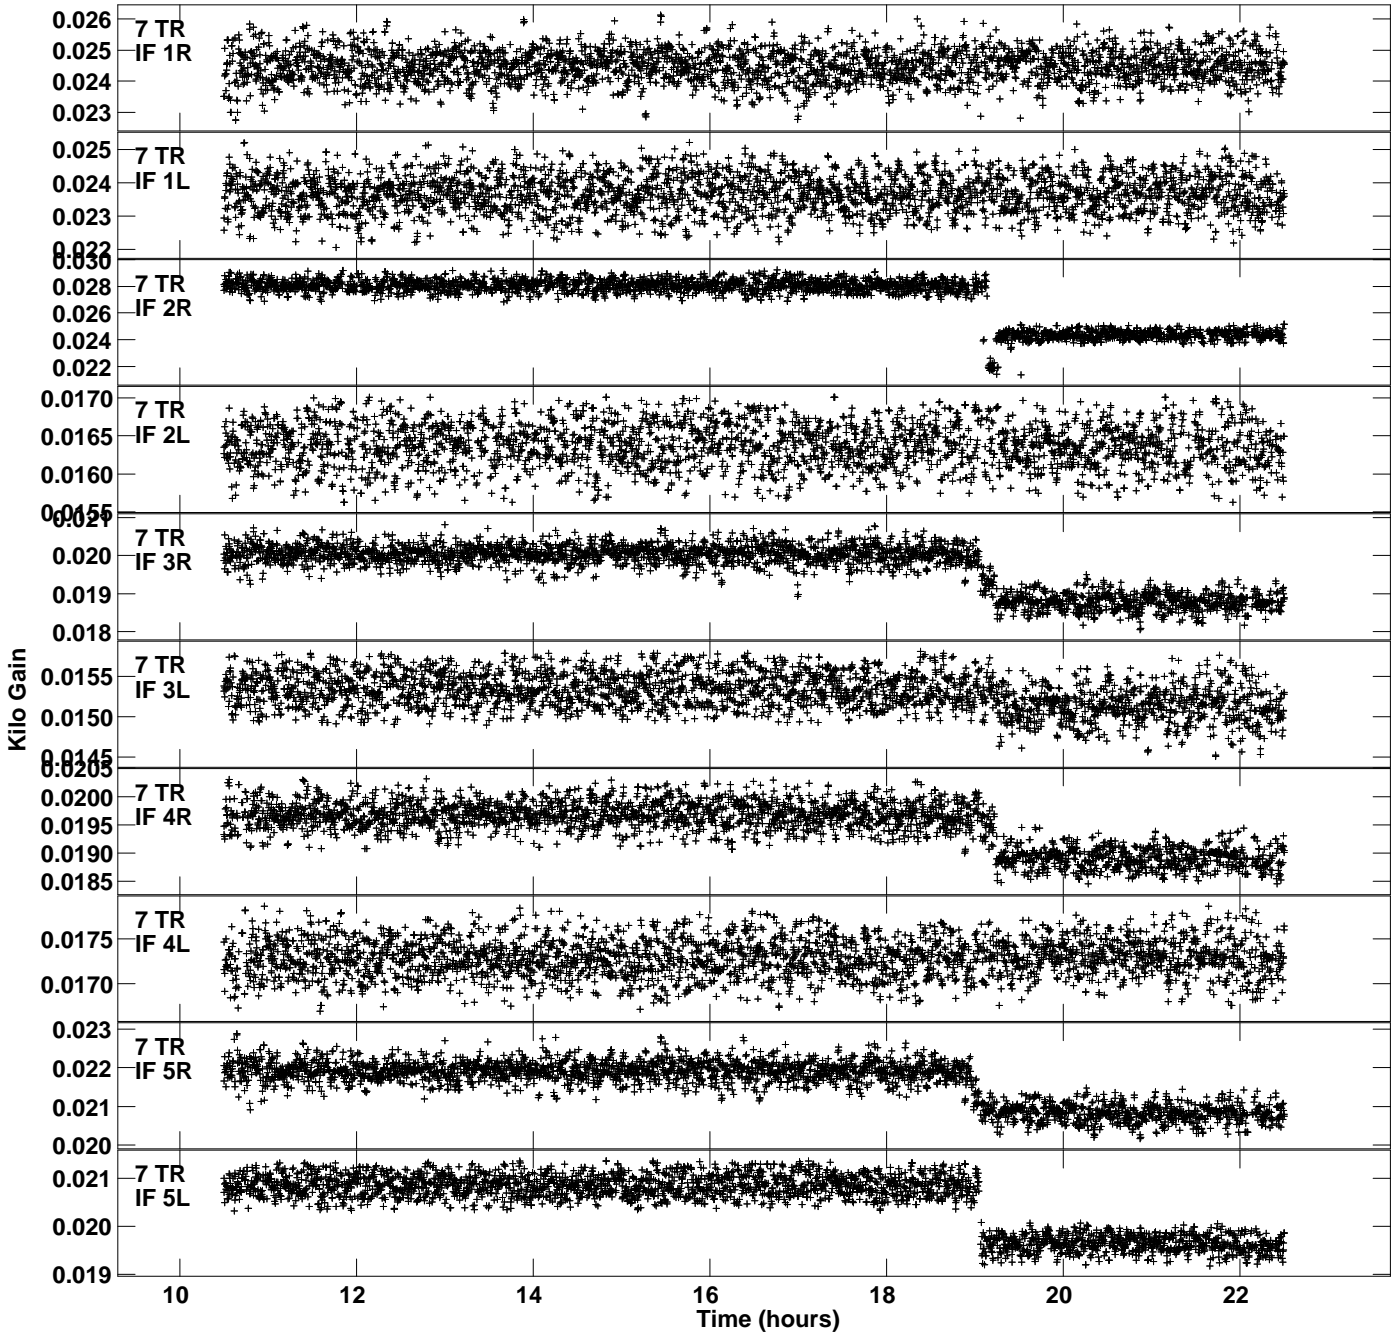 0.026
7 TR
0.025
IF 1R
0.024
0.023
0.025
7 TR
IF 1L
0.024
0.023
0.022
0.030
7 TR
0.028
IF 2R
0.026
0.024
0.022
0.0170
7 TR
IF 2L
0.0165
0.0160
0.0155
0.021
7 TR
IF 3R
0.020
0.019
0.018
Kilo Gain
7 TR
0.0155
IF 3L
0.0150
0.0145
0.0205
7 TR
0.0200
IF 4R
0.0195
0.0190
0.0185
7 TR
IF 4L
0.0175
0.0170
0.023
7 TR
0.022
IF 5R
0.021
0.020
7 TR
0.021
IF 5L
0.020
0.019
10 12 14 16 18 20 22
Time (hours)